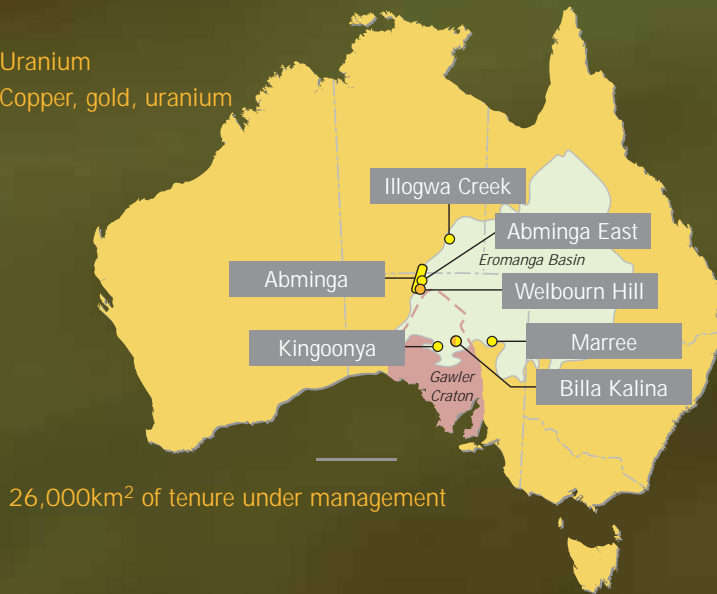 Uranium
Copper, gold, uranium
Illogwa Creek
Abminga East
Eromanga Basin
Abminga
Welbourn Hill
Kingoonya
Marree
Gawler
Craton
Billa Kalina
26,000km² of tenure under management